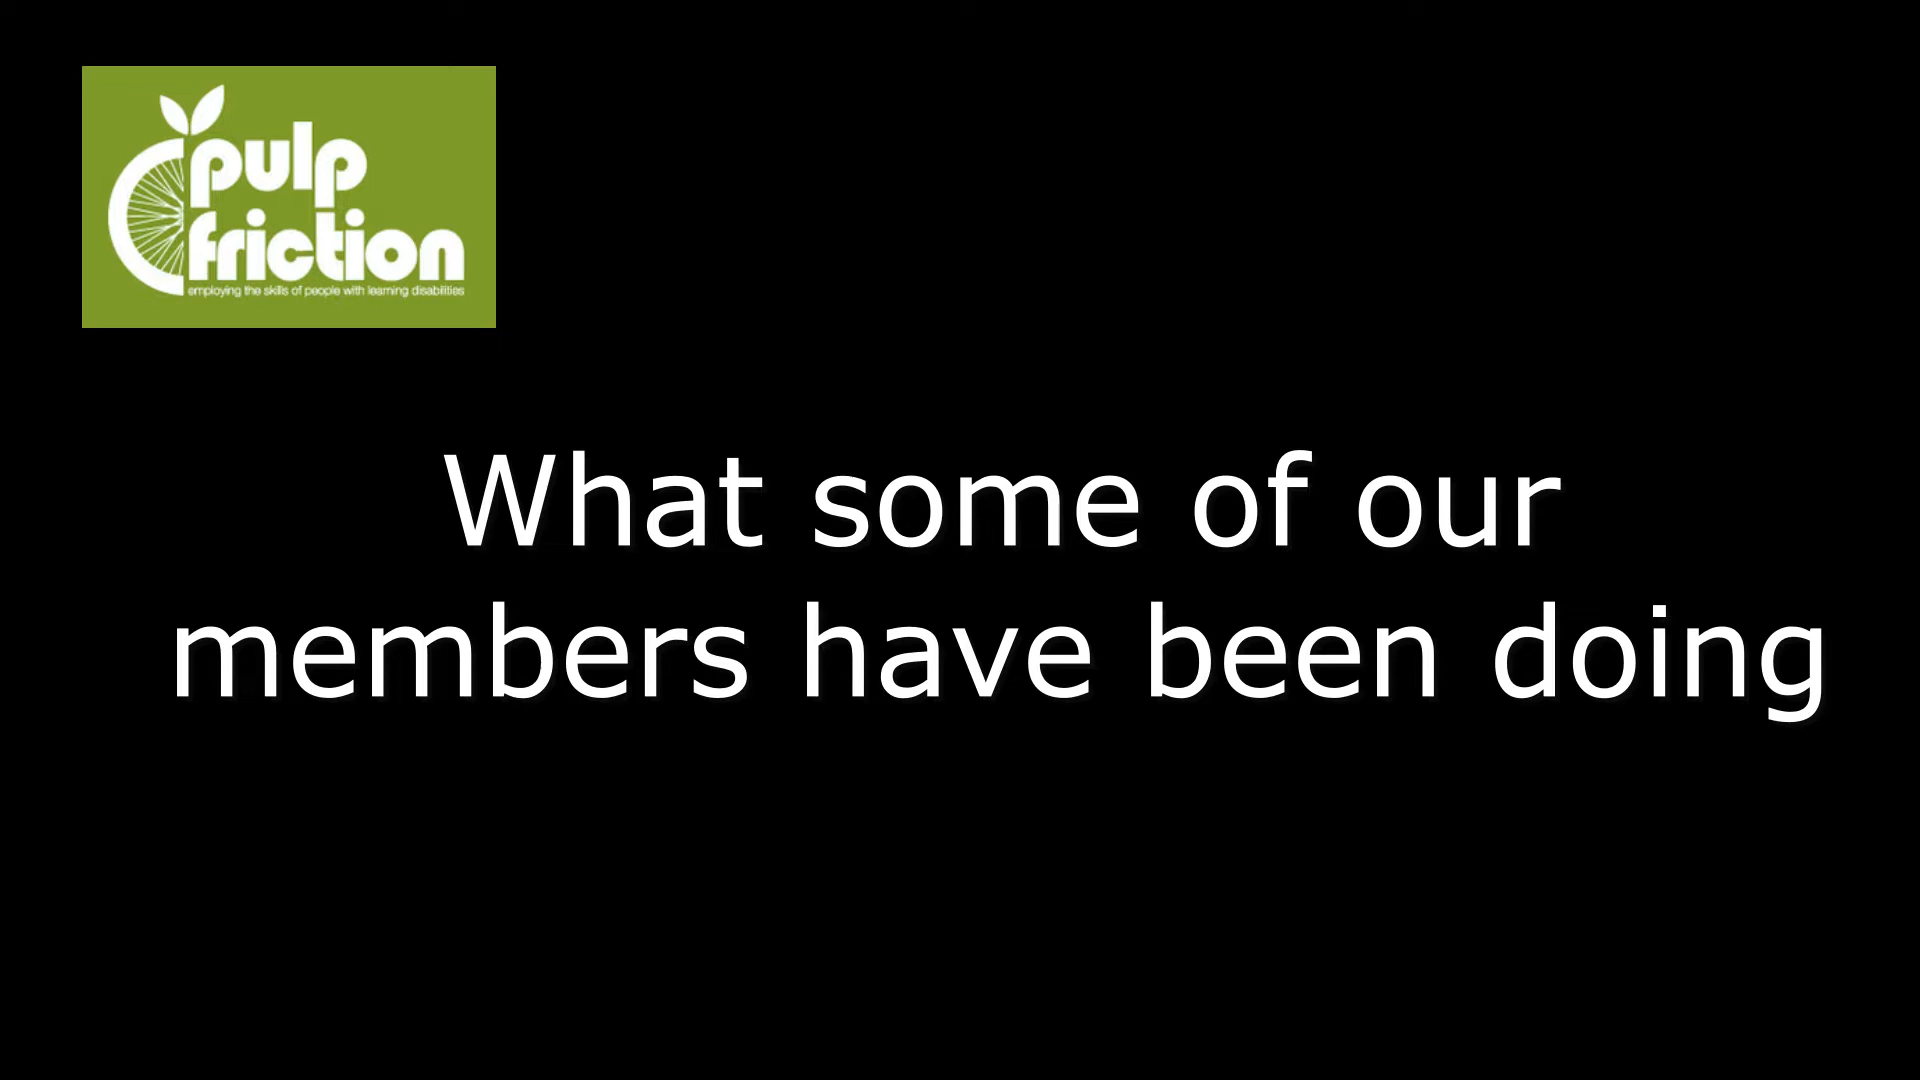 pulp
friction
employing the skills of people with learning disabilities
What some of our
members have been doing